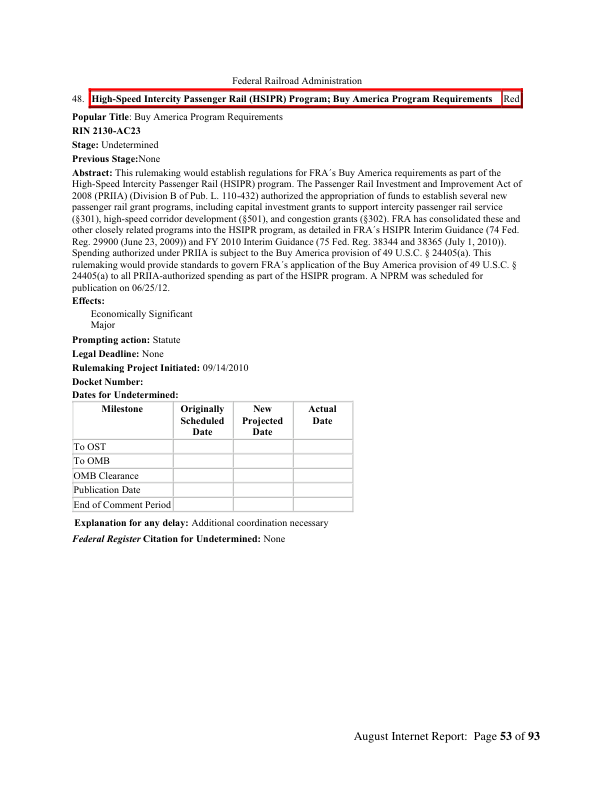 Federal Railroad Administration
48. High-Speed Intercity Passenger Rail (HSIPR) Program; Buy America Program Requirements Red
Popular Title: Buy America Program Requirements
RIN 2130-AC23
Stage: Undetermined
Previous Stage:None
Abstract: This rulemaking would establish regulations for FRA´s Buy America requirements as part of the
High-Speed Intercity Passenger Rail (HSIPR) program. The Passenger Rail Investment and Improvement Act of
2008 (PRIIA) (Division B of Pub. L. 110-432) authorized the appropriation of funds to establish several new
passenger rail grant programs, including capital investment grants to support intercity passenger rail service
(§301), high-speed corridor development (§501), and congestion grants (§302). FRA has consolidated these and
other closely related programs into the HSIPR program, as detailed in FRA´s HSIPR Interim Guidance (74 Fed.
Reg. 29900 (June 23, 2009)) and FY 2010 Interim Guidance (75 Fed. Reg. 38344 and 38365 (July 1, 2010)).
Spending authorized under PRIIA is subject to the Buy America provision of 49 U.S.C. § 24405(a). This
rulemaking would provide standards to govern FRA´s application of the Buy America provision of 49 U.S.C. §
24405(a) to all PRIIA-authorized spending as part of the HSIPR program. A NPRM was scheduled for
publication on 06/25/12.
Effects:
Economically Significant
Major
Prompting action: Statute
Legal Deadline: None
Rulemaking Project Initiated: 09/14/2010
Docket Number:
Dates for Undetermined:
Milestone Originally New Actual
Scheduled Projected Date
Date Date
To OST
To OMB
OMB Clearance
Publication Date
End of Comment Period
Explanation for any delay: Additional coordination necessary
Federal Register Citation for Undetermined: None
August Internet Report: Page 53 of 93